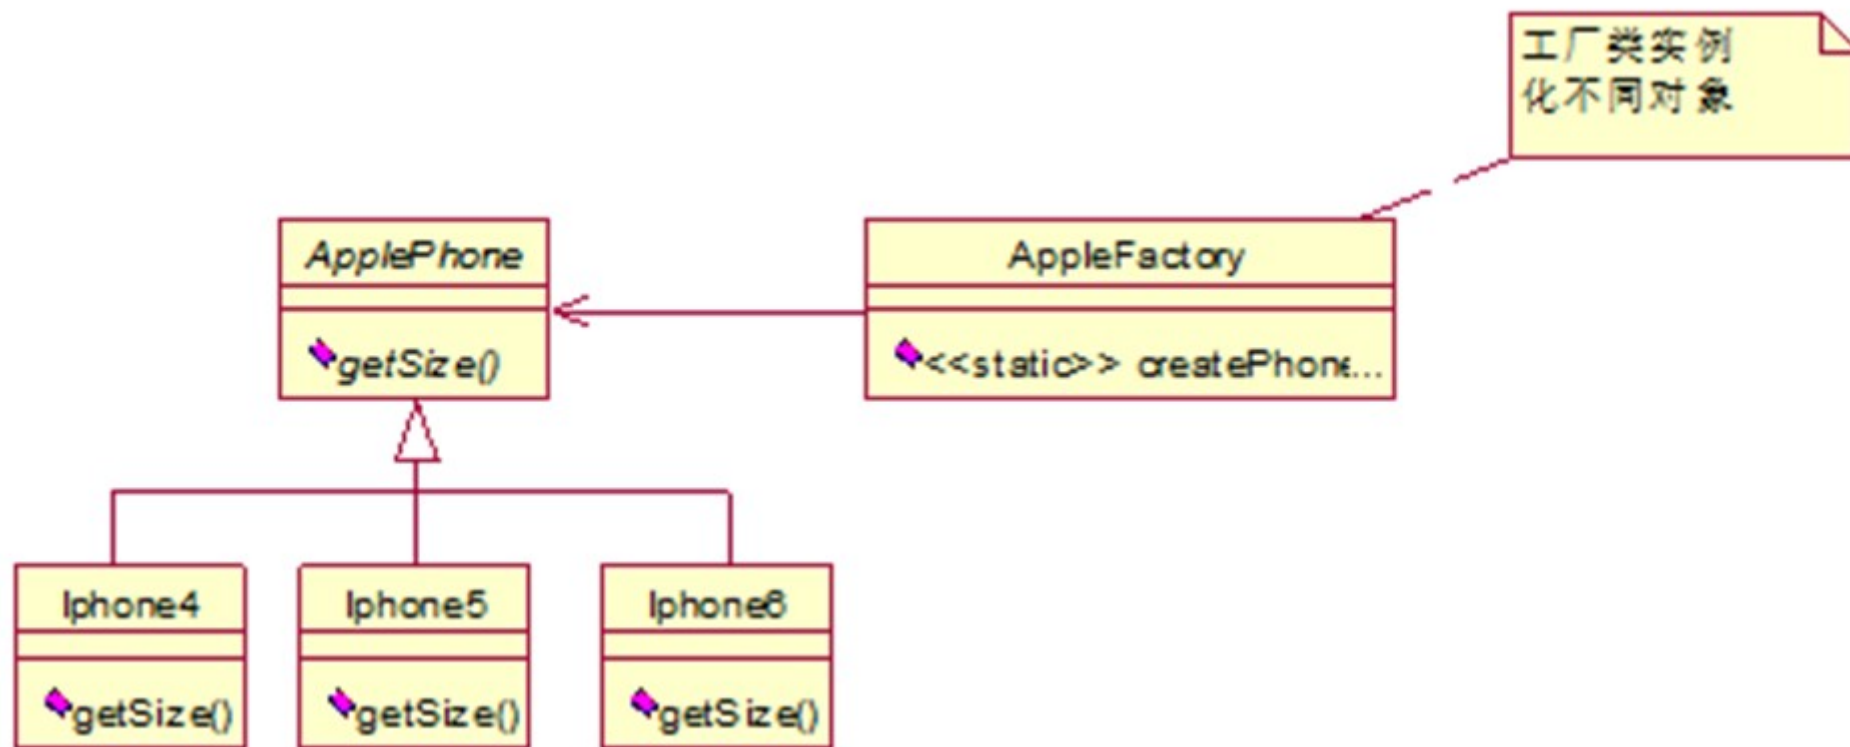 工厂类实例
化不同对象
ApplePhone
AppleFactory
getSize()
<<static>> createPhone...
Iphone4
Iphone5
Iphone6
getSize()
getSize()
getSize()